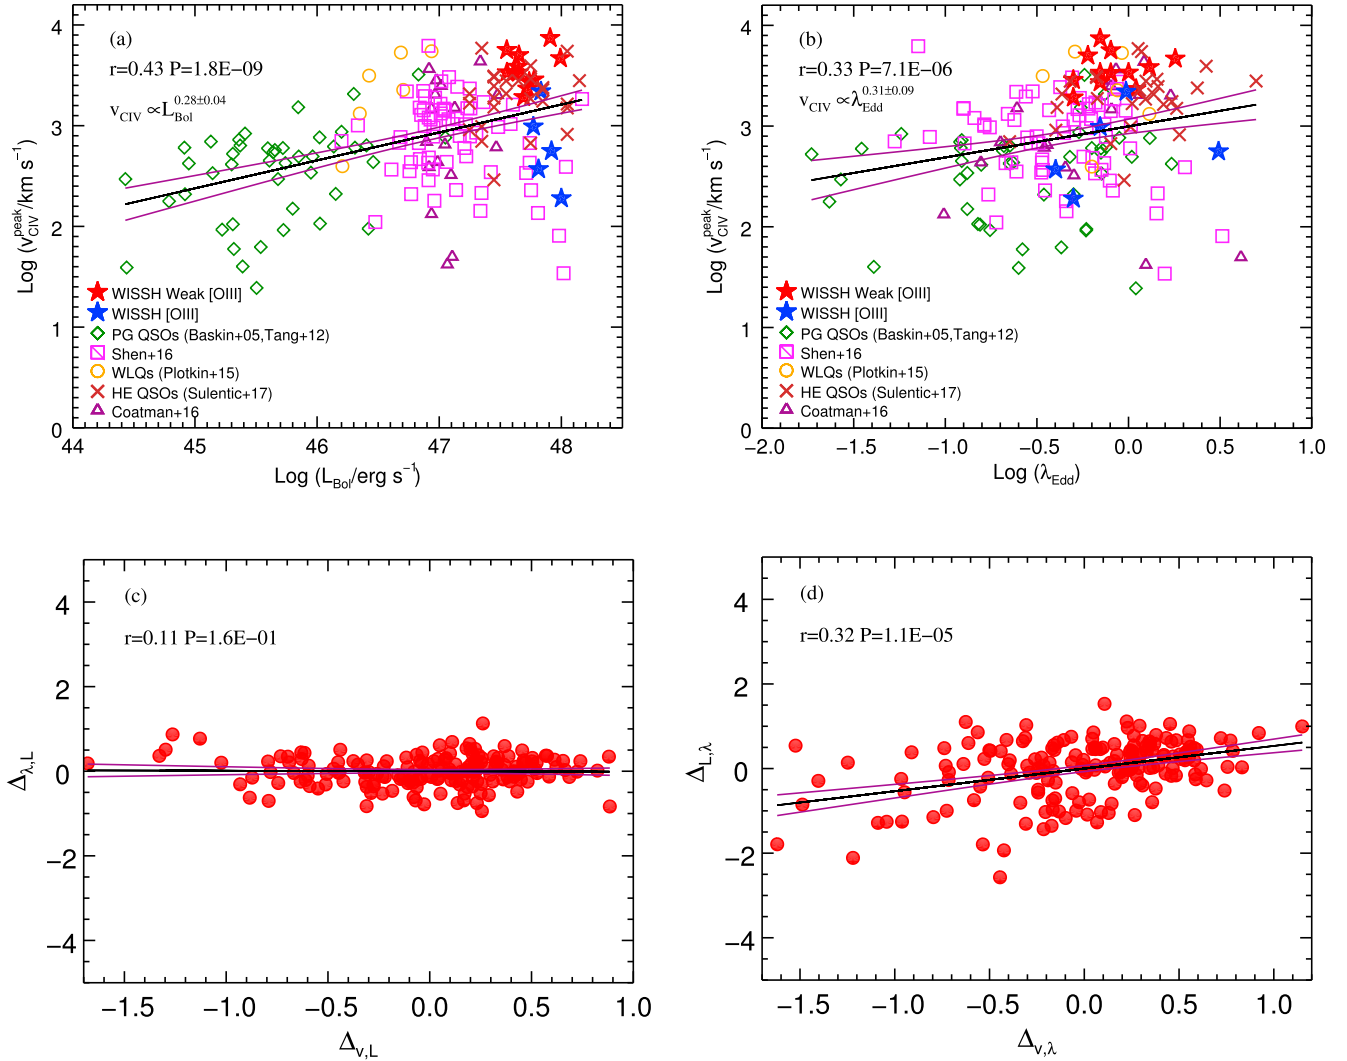 (a)
r=0.43 P=1.8E−09
v_CIV ∝L_Bol^0.28±0.04
Log (v_CIV^peak/km s^−1)
4
3
2
1
0
WISSH Weak [OIII]
WISSH [OIII]
PG QSOs (Baskin+05,Tang+12)
Shen+16
WLQs (Plotkin+15)
HE QSOs (Sulentic+17)
Coatman+16
44 45 46 47 48
Log (L_Bol/erg s^−1)
(b)
r=0.33 P=7.1E−06
v_CIV ∝λ_Edd^0.31±0.09
Log (v_CIV^peak/km s^−1)
4
3
2
1
0
WISSH Weak [OIII]
WISSH [OIII]
PG QSOs (Baskin+05,Tang+12)
Shen+16
WLQs (Plotkin+15)
HE QSOs (Sulentic+17)
Coatman+16
−2.0 −1.5 −1.0 −0.5 0.0 0.5 1.0
Log (λ_Edd)
(c)
r=0.11 P=1.6E−01
Δ_λ,L
4
2
0
−2
−4
−1.5 −1.0 −0.5 0.0 0.5 1.0
Δ_v,L
(d)
r=0.32 P=1.1E−05
Δ_L,λ
4
2
0
−2
−4
−1.5 −1.0 −0.5 0.0 0.5 1.0
Δ_v,λ